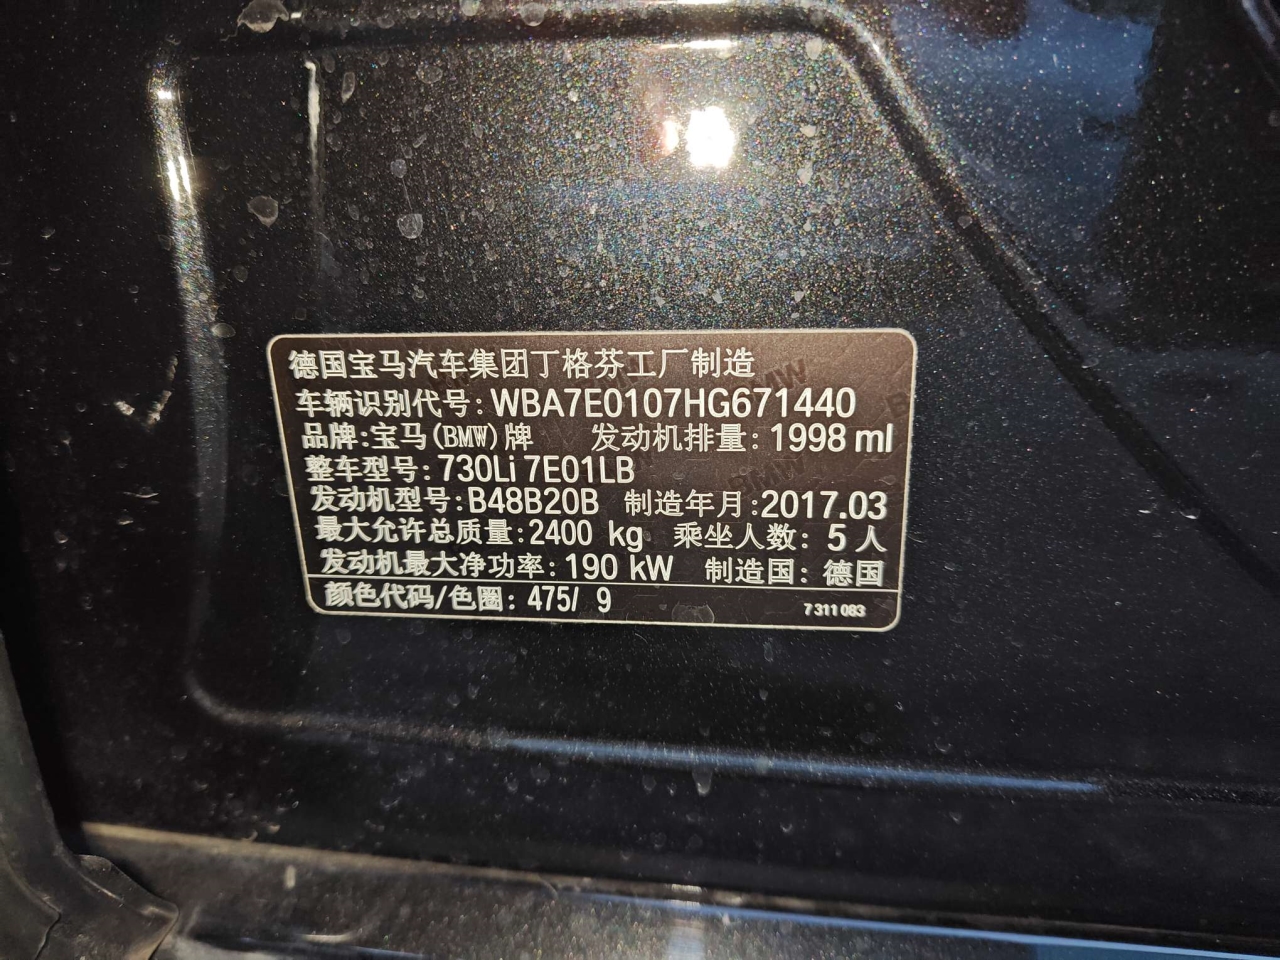 德国宝马汽车集团丁格芬工厂制造
车辆识别代号: WBA7E0107HG671440
品牌: 宝马(BMW)牌 发动机排量: 1998 ml
整车型号: 730Li 7E01LB
发动机型号: B48B20B 制造年月: 2017.03
最大允许总质量: 2400 kg 乘坐人数: 5 人
发动机最大净功率: 190 kW 制造国: 德国
颜色代码/色圈: 475/ 9 7 311 083